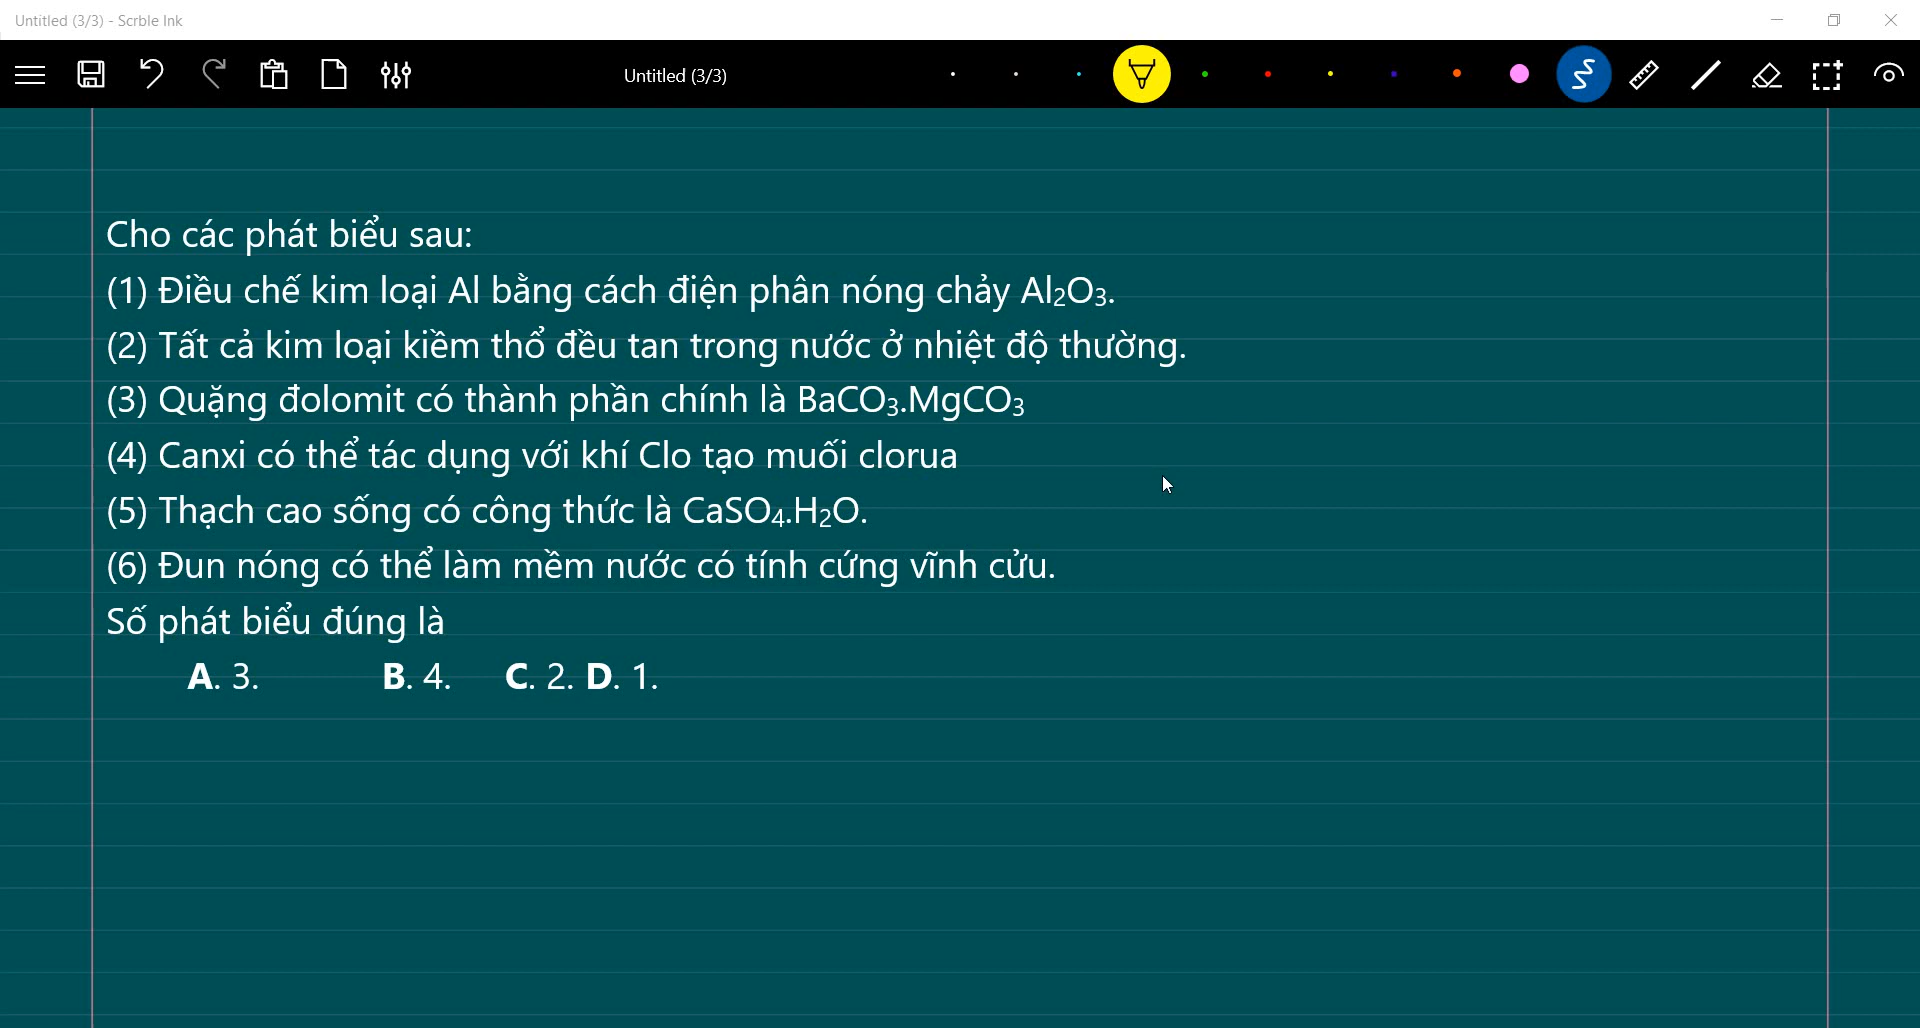 Untitled (3/3) - Scrble Ink
Untitled (3/3)
Cho các phát biểu sau:
(1) Điều chế kim loại Al bằng cách điện phân nóng chảy Al₂O₃.
(2) Tất cả kim loại kiềm thổ đều tan trong nước ở nhiệt độ thường.
(3) Quặng đolomit có thành phần chính là BaCO₃.MgCO₃
(4) Canxi có thể tác dụng với khí Clo tạo muối clorua
(5) Thạch cao sống có công thức là CaSO₄.H₂O.
(6) Đun nóng có thể làm mềm nước có tính cứng vĩnh cửu.
Số phát biểu đúng là
A. 3. B. 4. C. 2. D. 1.